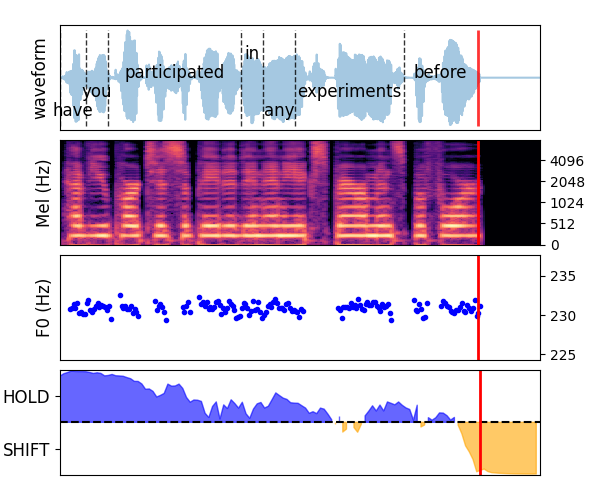 waveform
have
you
participated
in
any
experiments
before
Mel (Hz)
4096
2048
1024
512
0
F0 (Hz)
235
230
225
HOLD
SHIFT